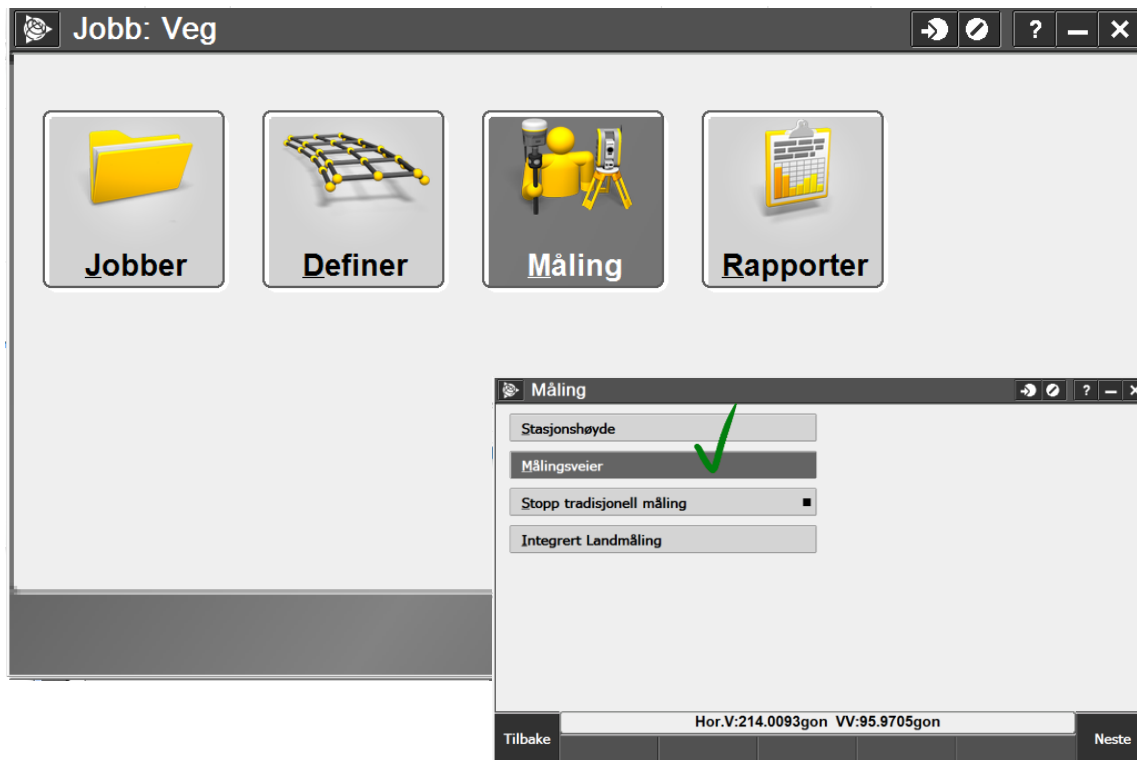 Jobb: Veg
?
Jobber Definer Måling Rapporter
Måling
?
Stasjonshøyde
Målingsveier
Stopp tradisjonell måling
Integrert Landmåling
Hor.V:214.0093gon VV:95.9705gon
Tilbake Neste